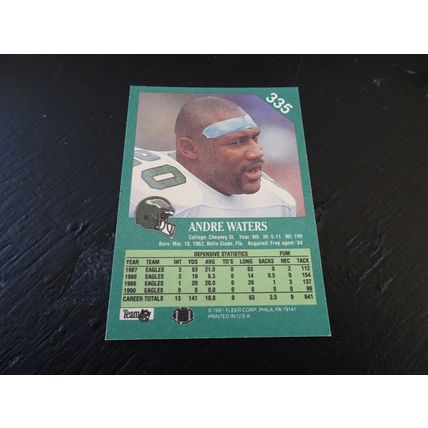 335
20
ANDRE WATERS
College: Cheyney St. Year: 8th Ht: 5-11 Wt: 199
Born: Mar. 10, 1962, Belle Glade, Fla. Acquired: Free agent '84
DEFENSIVE STATISTICS FUM
YEAR TEAM INT YDS AVG TD'S LONG SACKS REC TACK
1987 EAGLES 3 63 21.0 0 63 0 2 112
1988 EAGLES 3 19 6.3 0 14 0.5 0 154
1989 EAGLES 1 20 20.0 0 20 1 3 137
1990 EAGLES 0 0 0.0 0 0 0 0 99
CAREER TOTALS 13 141 10.8 0 63 3.5 9 641
Team NFL
© 1991 FLEER CORP., PHILA., PA 19141
PRINTED IN U.S.A.